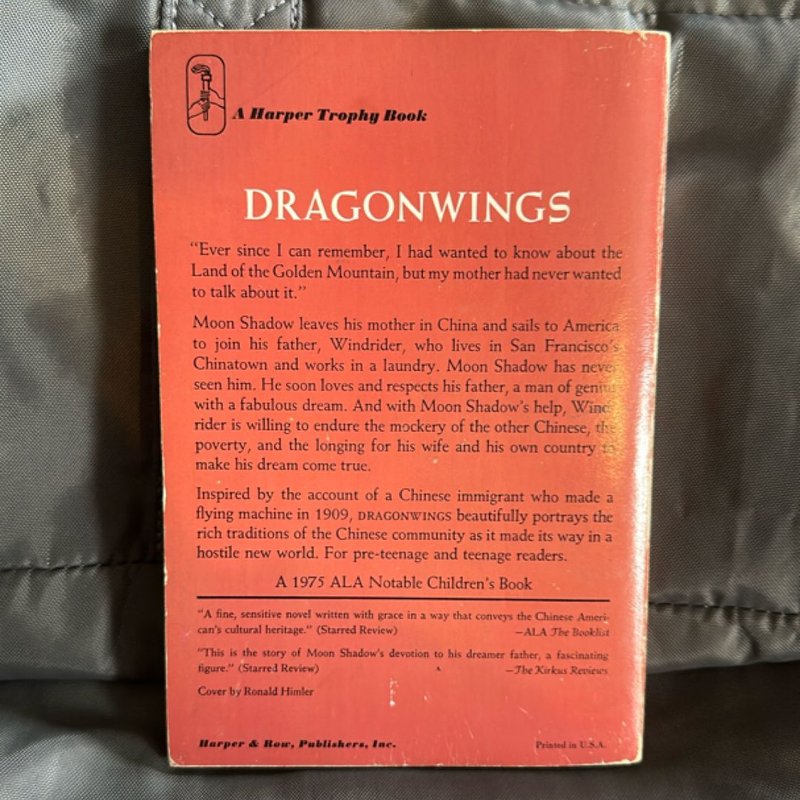 A Harper Trophy Book
DRAGONWINGS
"Ever since I can remember, I had wanted to know about the
Land of the Golden Mountain, but my mother had never wanted
to talk about it."
Moon Shadow leaves his mother in China and sails to America
to join his father, Windrider, who lives in San Francisco's
Chinatown and works in a laundry. Moon Shadow has never
seen him. He soon loves and respects his father, a man of genius
with a fabulous dream. And with Moon Shadow's help, Wind-
rider is willing to endure the mockery of the other Chinese, the
poverty, and the longing for his wife and his own country to
make his dream come true.
Inspired by the account of a Chinese immigrant who made a
flying machine in 1909, DRAGONWINGS beautifully portrays the
rich traditions of the Chinese community as it made its way in a
hostile new world. For pre-teenage and teenage readers.
A 1975 ALA Notable Children's Book
"A fine, sensitive novel written with grace in a way that conveys the Chinese Ameri-
can's cultural heritage." (Starred Review) —ALA The Booklist
"This is the story of Moon Shadow's devotion to his dreamer father, a fascinating
figure." (Starred Review) —The Kirkus Reviews
Cover by Ronald Himler
Harper & Row, Publishers, Inc. Printed in U.S.A.